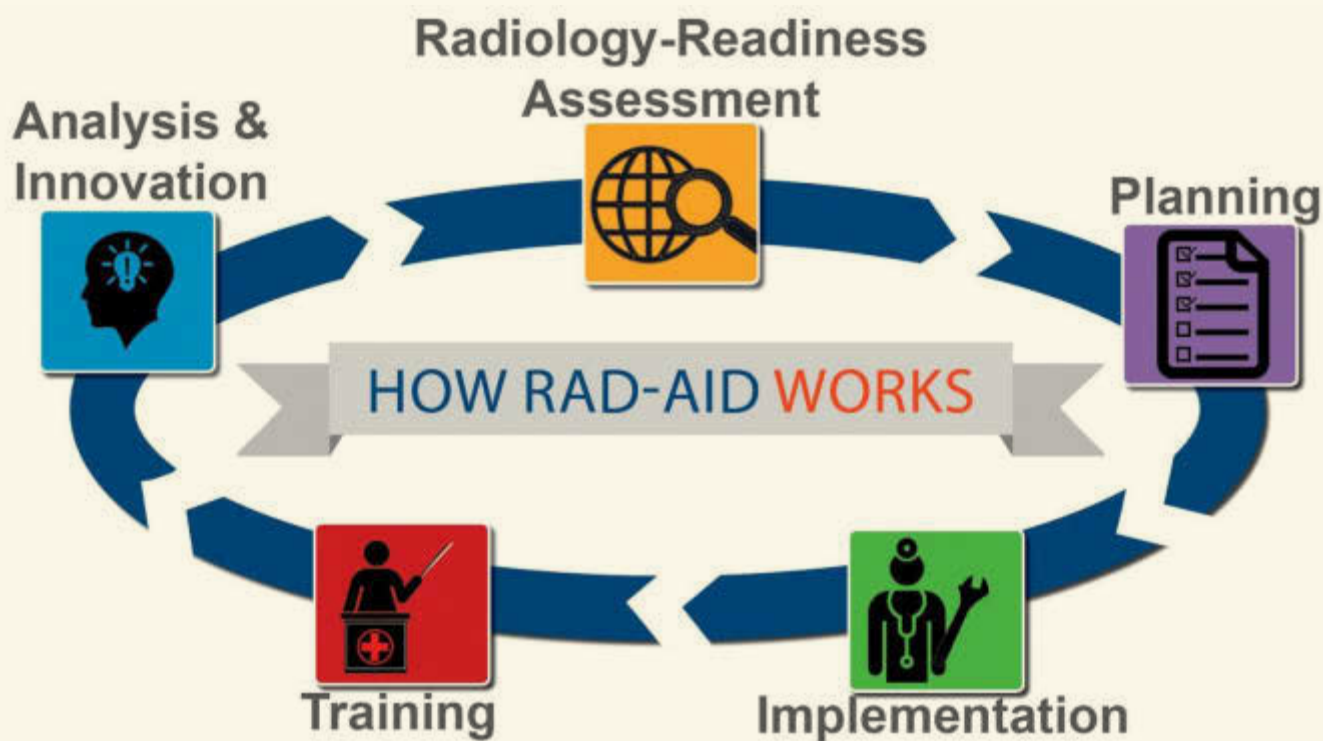 Radiology-Readiness
Assessment
Analysis &
Innovation
Planning
HOW RAD-AID WORKS
Training
Implementation